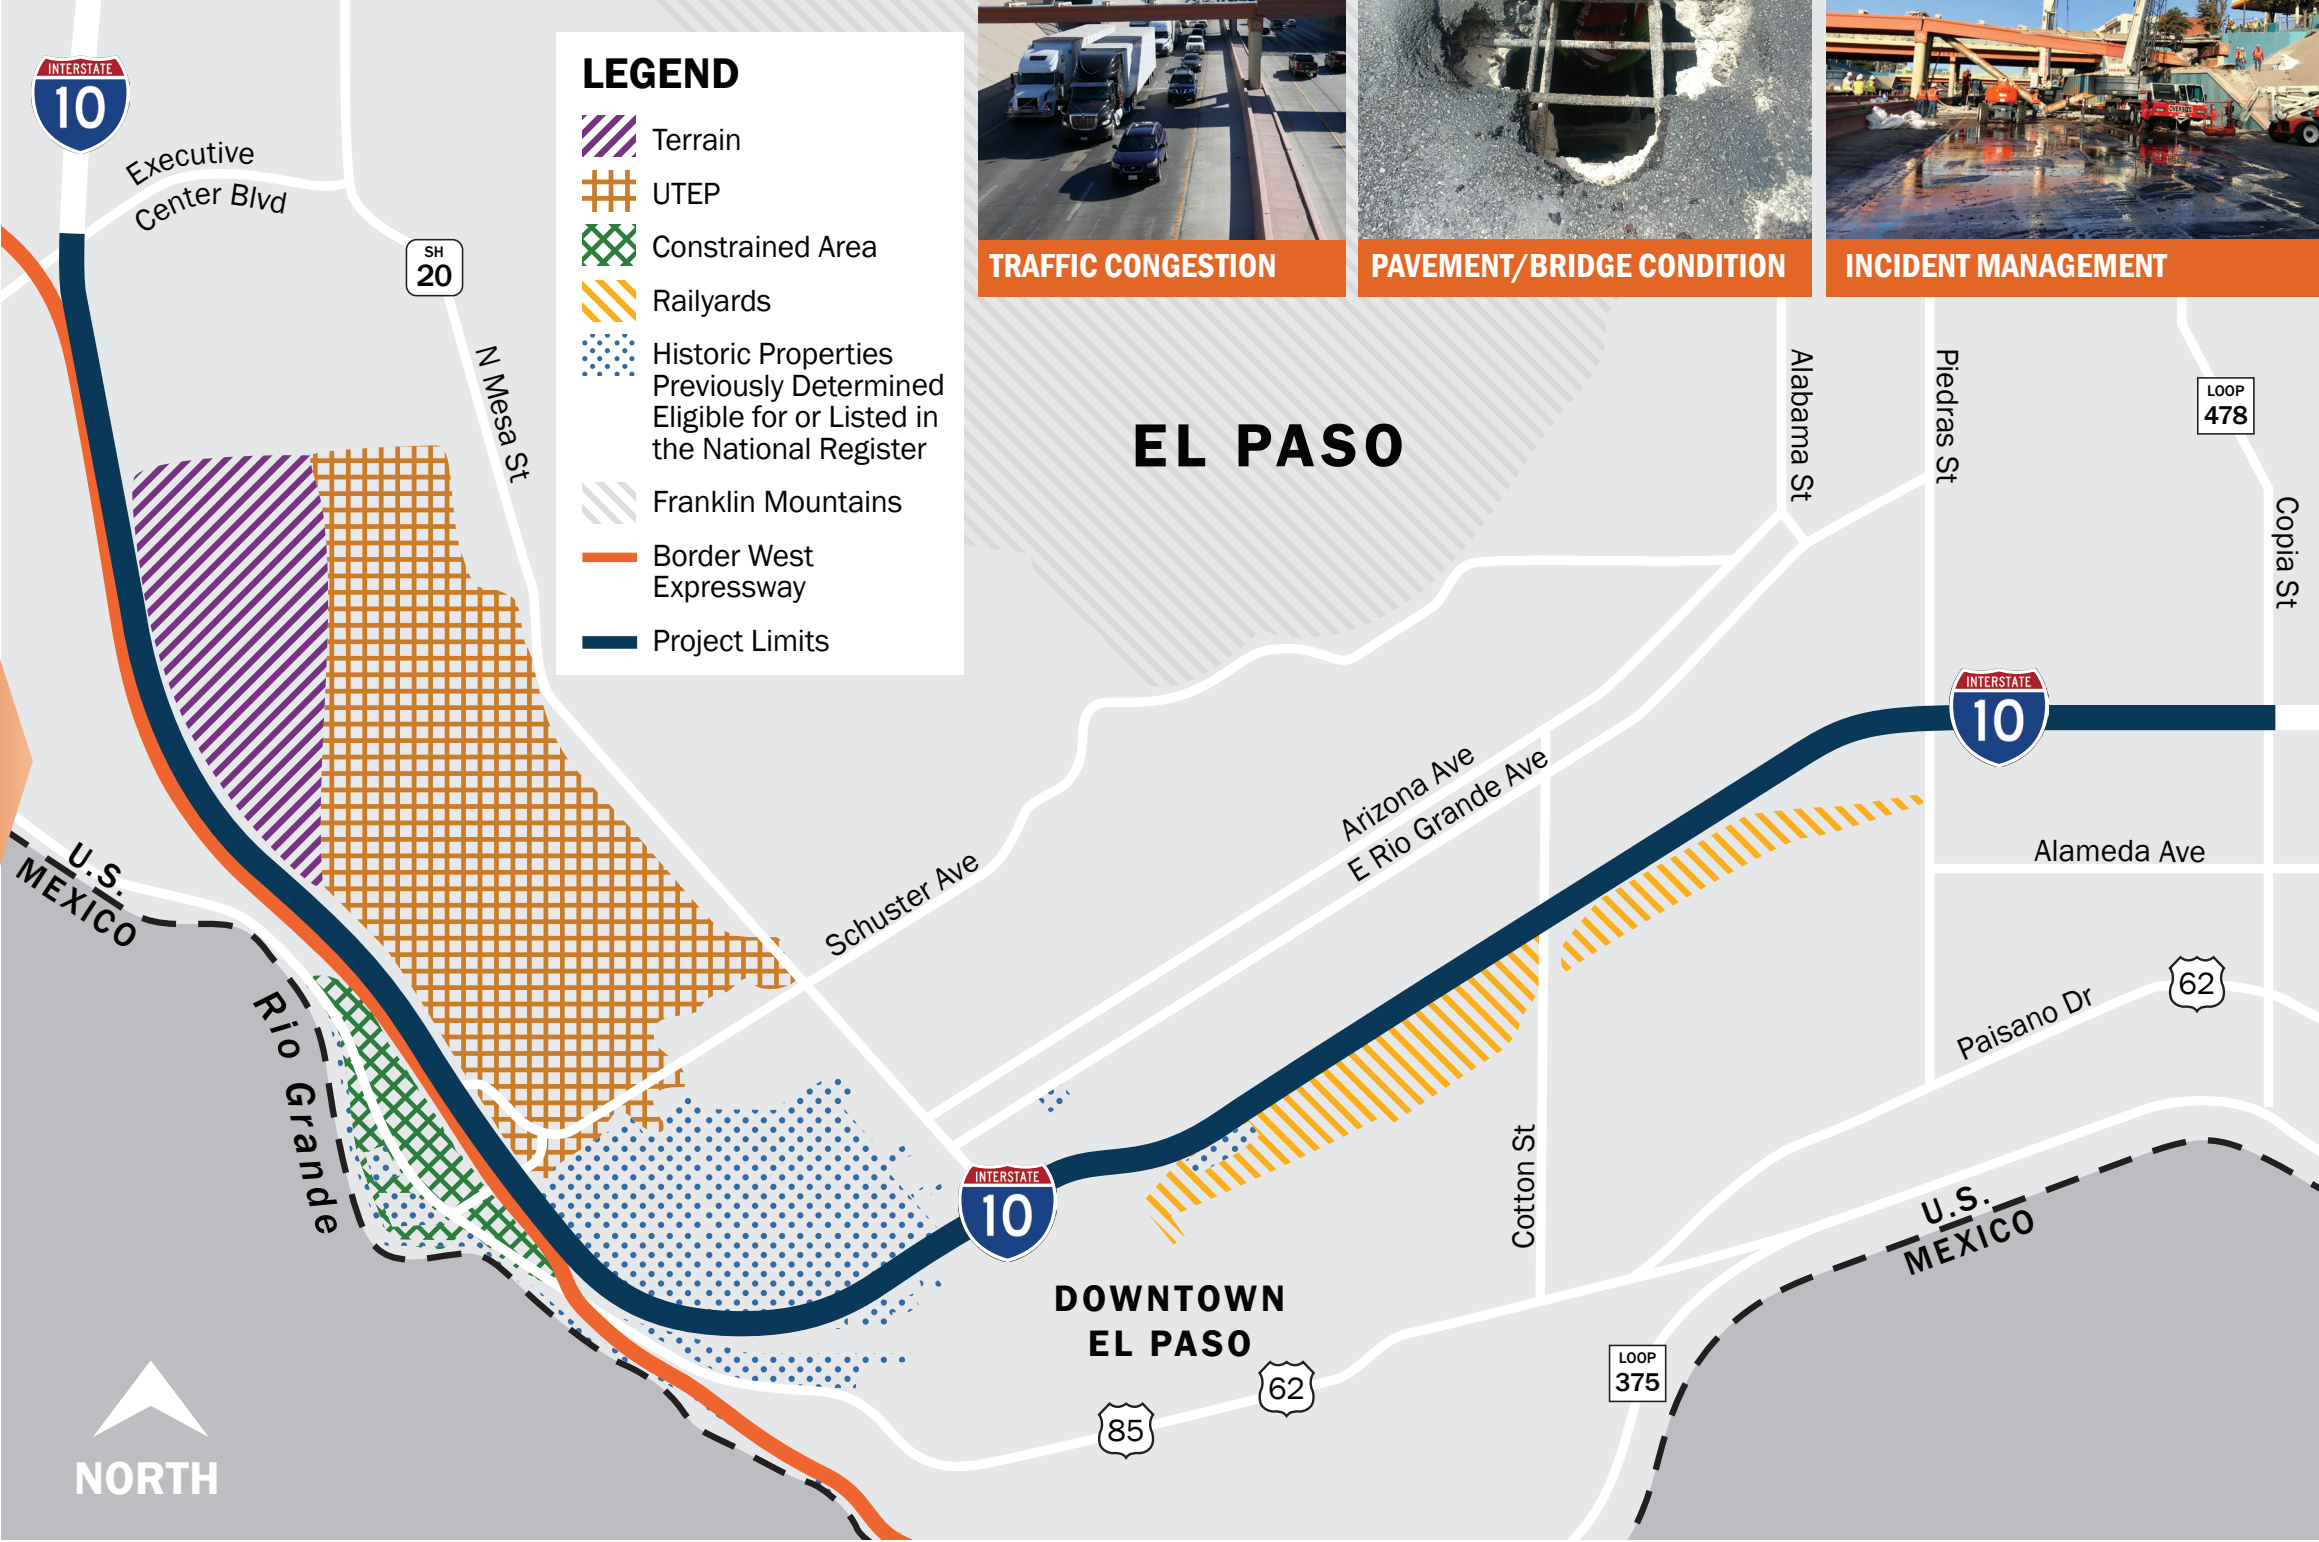 INTERSTATE
10
Executive
Center Blvd
SH
20
N Mesa St
LEGEND
Terrain
UTEP
Constrained Area
Railyards
Historic Properties
Previously Determined
Eligible for or Listed in
the National Register
Franklin Mountains
Border West
Expressway
Project Limits
TRAFFIC CONGESTION
PAVEMENT/BRIDGE CONDITION
OVERSIZE
INCIDENT MANAGEMENT
EL PASO
Alabama St
Piedras St
LOOP
478
Copia St
INTERSTATE
10
Arizona Ave
E Rio Grande Ave
Alameda Ave
Schuster Ave
U.S.
MEXICO
Rio Grande
Paisano Dr
62
Cotton St
INTERSTATE
10
U.S.
MEXICO
DOWNTOWN
EL PASO
LOOP
375
62
85
NORTH